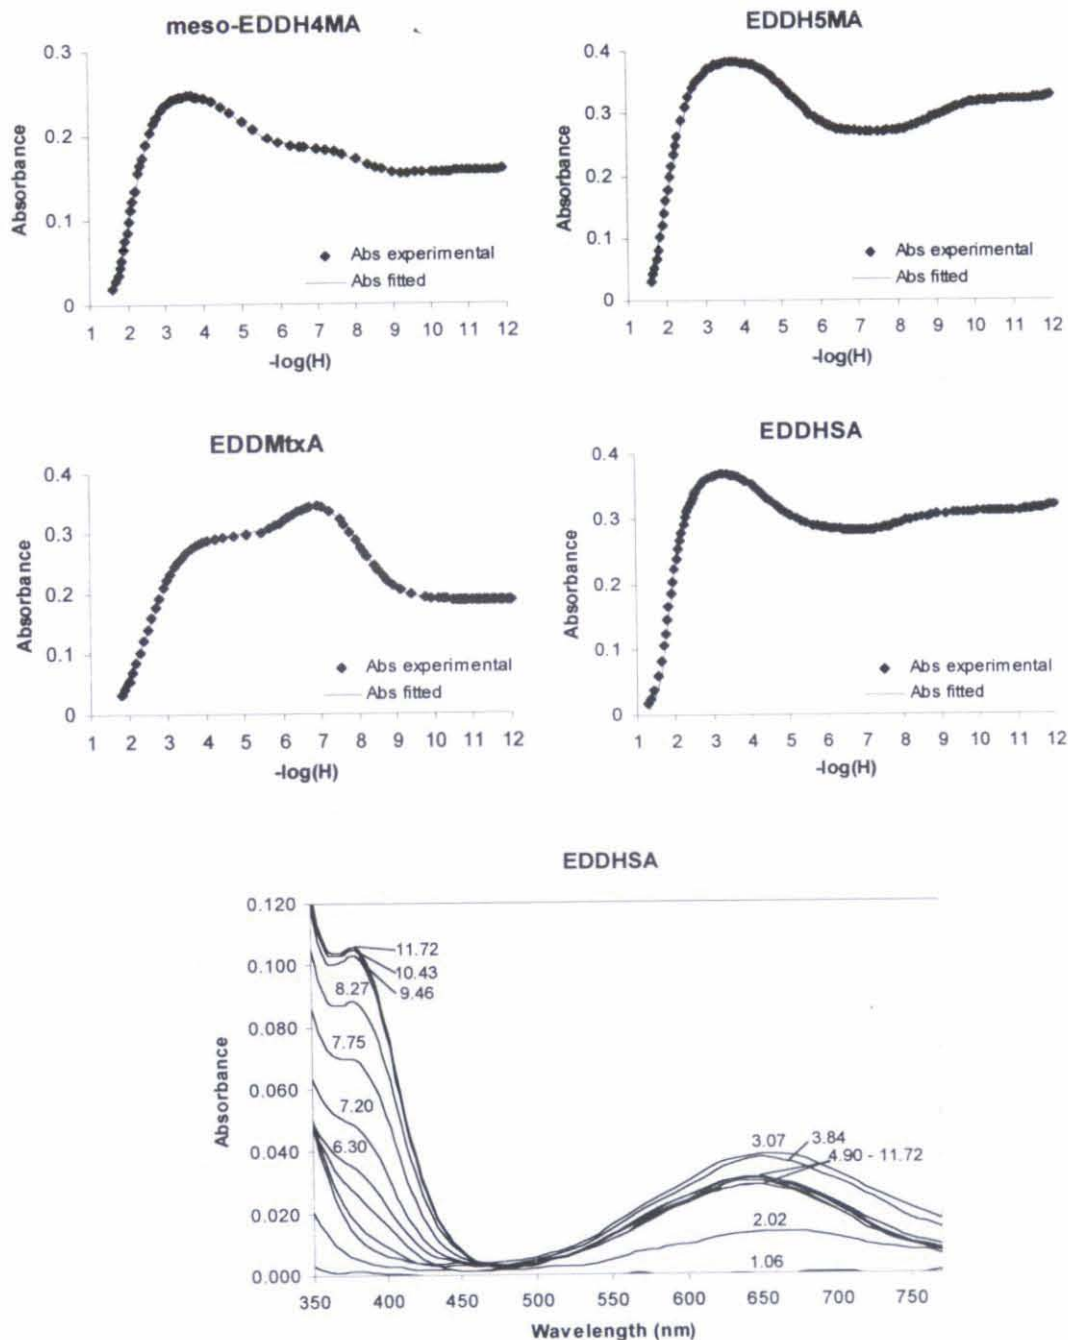 meso-EDDH4MA
0.3
0.2
0.1
0
Absorbance
Abs experimental
Abs fitted
1 2 3 4 5 6 7 8 9 10 11 12
-log(H)
EDDH5MA
0.4
0.3
0.2
0.1
0
Absorbance
Abs experimental
Abs fitted
1 2 3 4 5 6 7 8 9 10 11 12
-log(H)
EDDMtxA
0.4
0.3
0.2
0.1
0
Absorbance
Abs experimental
Abs fitted
1 2 3 4 5 6 7 8 9 10 11 12
-log(H)
EDDHSA
0.4
0.3
0.2
0.1
0
Absorbance
Abs experimental
Abs fitted
1 2 3 4 5 6 7 8 9 10 11 12
-log(H)
EDDHSA
0.120
0.100
0.080
0.060
0.040
0.020
0.000
Absorbance
11.72
10.43
9.46
8.27
7.75
7.20
6.30
3.07
3.84
4.90 - 11.72
2.02
1.06
350 400 450 500 550 600 650 700 750
Wavelength (nm)